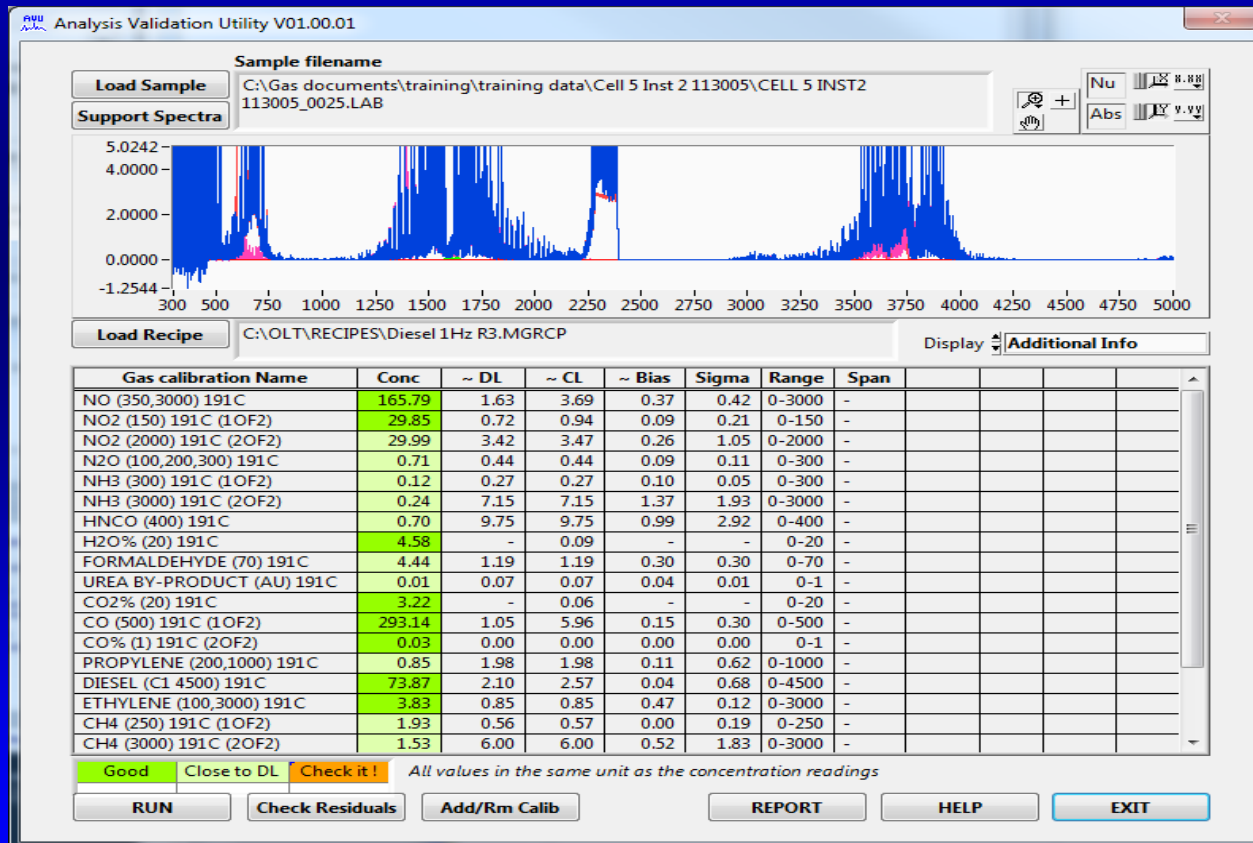 Analysis Validation Utility V01.00.01
Sample filename
Load Sample
C:\Gas documents\training\training data\Cell 5 Inst 2 113005\CELL 5 INST2
113005_0025.LAB
Support Spectra
Nu
Abs
5.0242
4.0000
2.0000
0.0000
-1.2544
300 500 750 1000 1250 1500 1750 2000 2250 2500 2750 3000 3250 3500 3750 4000 4250 4500 4750 5000
Load Recipe C:\OLT\RECIPES\Diesel 1Hz R3.MGRCP
Display Additional Info
Gas calibration Name Conc ~ DL ~ CL ~ Bias Sigma Range Span
NO (350,3000) 191C 165.79 1.63 3.69 0.37 0.42 0-3000 -
NO2 (150) 191C (1OF2) 29.85 0.72 0.94 0.09 0.21 0-150 -
NO2 (2000) 191C (2OF2) 29.99 3.42 3.47 0.26 1.05 0-2000 -
N2O (100,200,300) 191C 0.71 0.44 0.44 0.09 0.11 0-300 -
NH3 (300) 191C (1OF2) 0.12 0.27 0.27 0.10 0.05 0-300 -
NH3 (3000) 191C (2OF2) 0.24 7.15 7.15 1.37 1.93 0-3000 -
HNCO (400) 191C 0.70 9.75 9.75 0.99 2.92 0-400 -
H2O% (20) 191C 4.58 - 0.09 - - 0-20 -
FORMALDEHYDE (70) 191C 4.44 1.19 1.19 0.30 0.30 0-70 -
UREA BY-PRODUCT (AU) 191C 0.01 0.07 0.07 0.04 0.01 0-1 -
CO2% (20) 191C 3.22 - 0.06 - - 0-20 -
CO (500) 191C (1OF2) 293.14 1.05 5.96 0.15 0.30 0-500 -
CO% (1) 191C (2OF2) 0.03 0.00 0.00 0.00 0.00 0-1 -
PROPYLENE (200,1000) 191C 0.85 1.98 1.98 0.11 0.62 0-1000 -
DIESEL (C1 4500) 191C 73.87 2.10 2.57 0.04 0.68 0-4500 -
ETHYLENE (100,3000) 191C 3.83 0.85 0.85 0.47 0.12 0-3000 -
CH4 (250) 191C (1OF2) 1.93 0.56 0.57 0.00 0.19 0-250 -
CH4 (3000) 191C (2OF2) 1.53 6.00 6.00 0.52 1.83 0-3000 -
Good Close to DL Check it ! All values in the same unit as the concentration readings
RUN Check Residuals Add/Rm Calib REPORT HELP EXIT